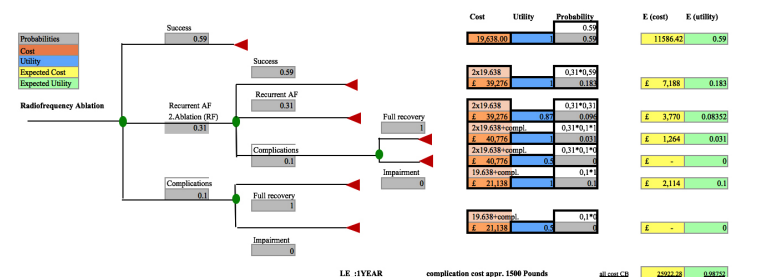 Cost Utility Probability E (cost) E (utility)
Success 0.59
0.59 19,638.00 1 0.59 11586.42 0.59
Probabilities
Cost
Utility
Expected Cost
Expected Utility
Success 2x19.638 0,31*0,59
0.59 £ 39,276 1 0.183 £ 7,188 0.183
Radiofrequency Ablation
Recurrent AF Recurrent AF 2x19.638 0,31*0,31
2.Ablation (RF) 0.31 £ 39,276 0.87 0.096 £ 3,770 0.08352
0.31
Full recovery 2x19.638+compl. 0,31*0,1*1
1 £ 40,776 1 0.031 £ 1,264 0.031
Complications 2x19.638+compl. 0,31*0,1*0
0.1 £ 40,776 0.5 0 £ - 0
Impairment 19.638+compl. 0,1*1
Complications 0 £ 21,138 1 0.1 £ 2,114 0.1
0.1
Full recovery
1
19.638+compl. 0,1*0
£ 21,138 0.5 0 £ - 0
Impairment
0
LE :1YEAR complication cost appr. 1500 Pounds all cost CB 25922.28 0.98752